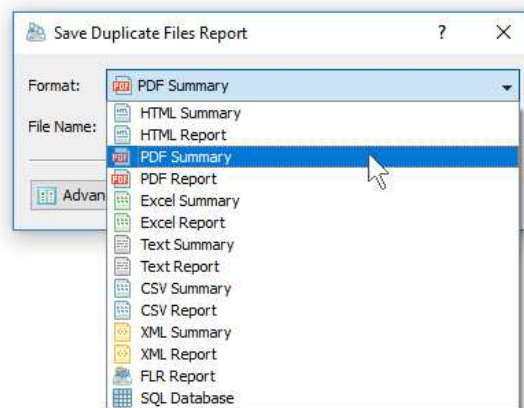 Save Duplicate Files Report
?
Format:
PDF Summary
File Name:
HTML Summary
HTML Report
PDF Summary
PDF Report
Advan
Excel Summary
Excel Report
Text Summary
Text Report
CSV Summary
CSV Report
XML Summary
XML Report
FLR Report
SQL Database